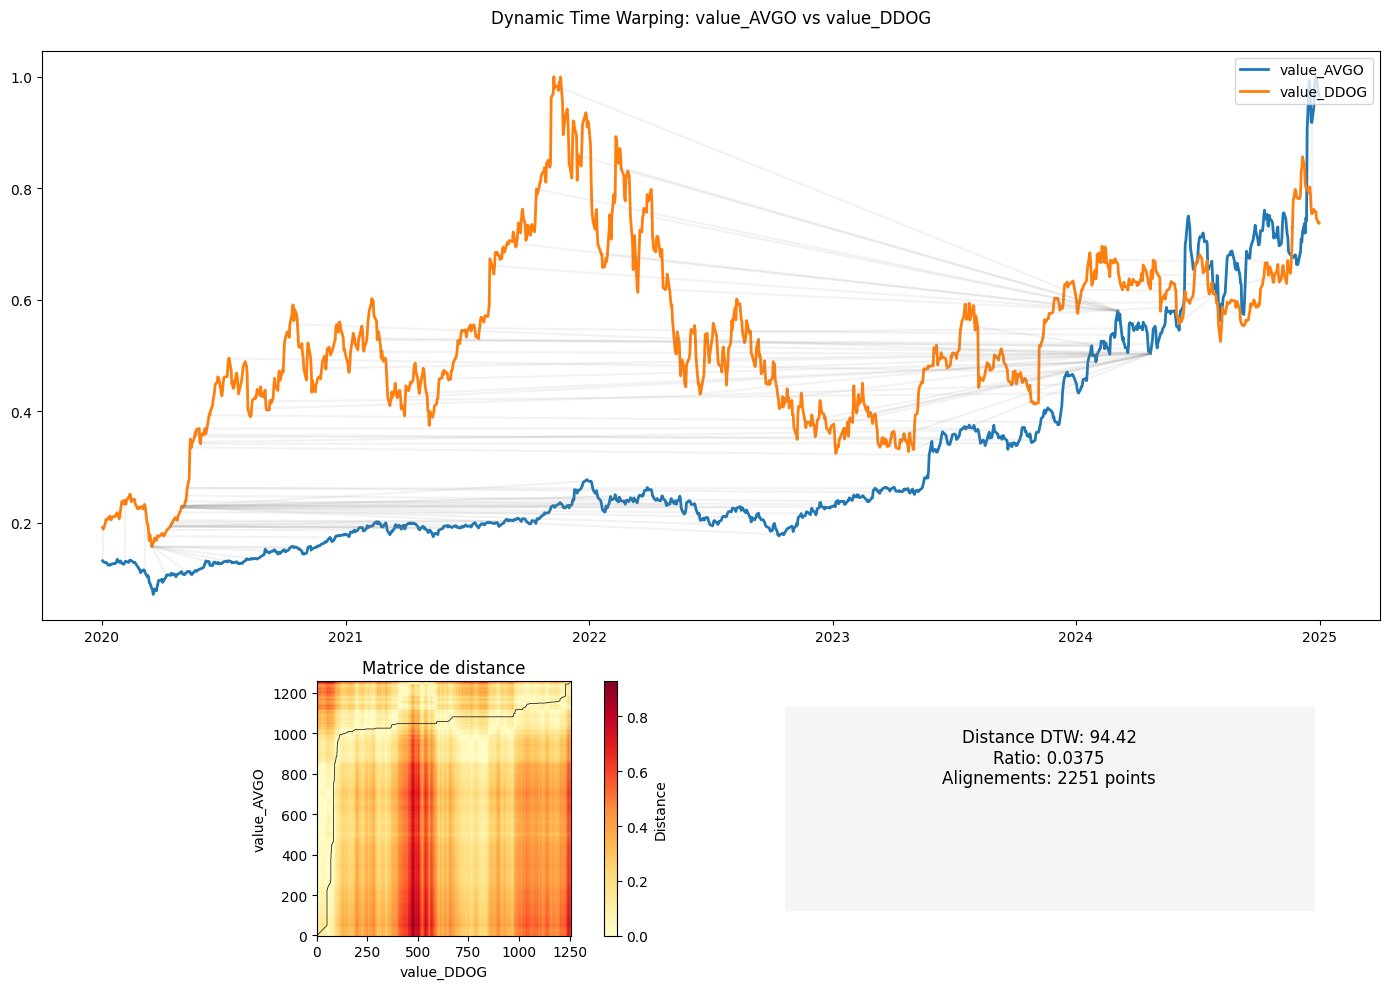 Dynamic Time Warping: value_AVGO vs value_DDOG
value_AVGO
value_DDOG
1.0
0.8
0.6
0.4
0.2
2020 2021 2022 2023 2024 2025
Matrice de distance
1200
1000
800
600
400
200
0
value_AVGO
0 250 500 750 1000 1250
value_DDOG
0.8
0.6
0.4
0.2
0.0
Distance
Distance DTW: 94.42
Ratio: 0.0375
Alignements: 2251 points